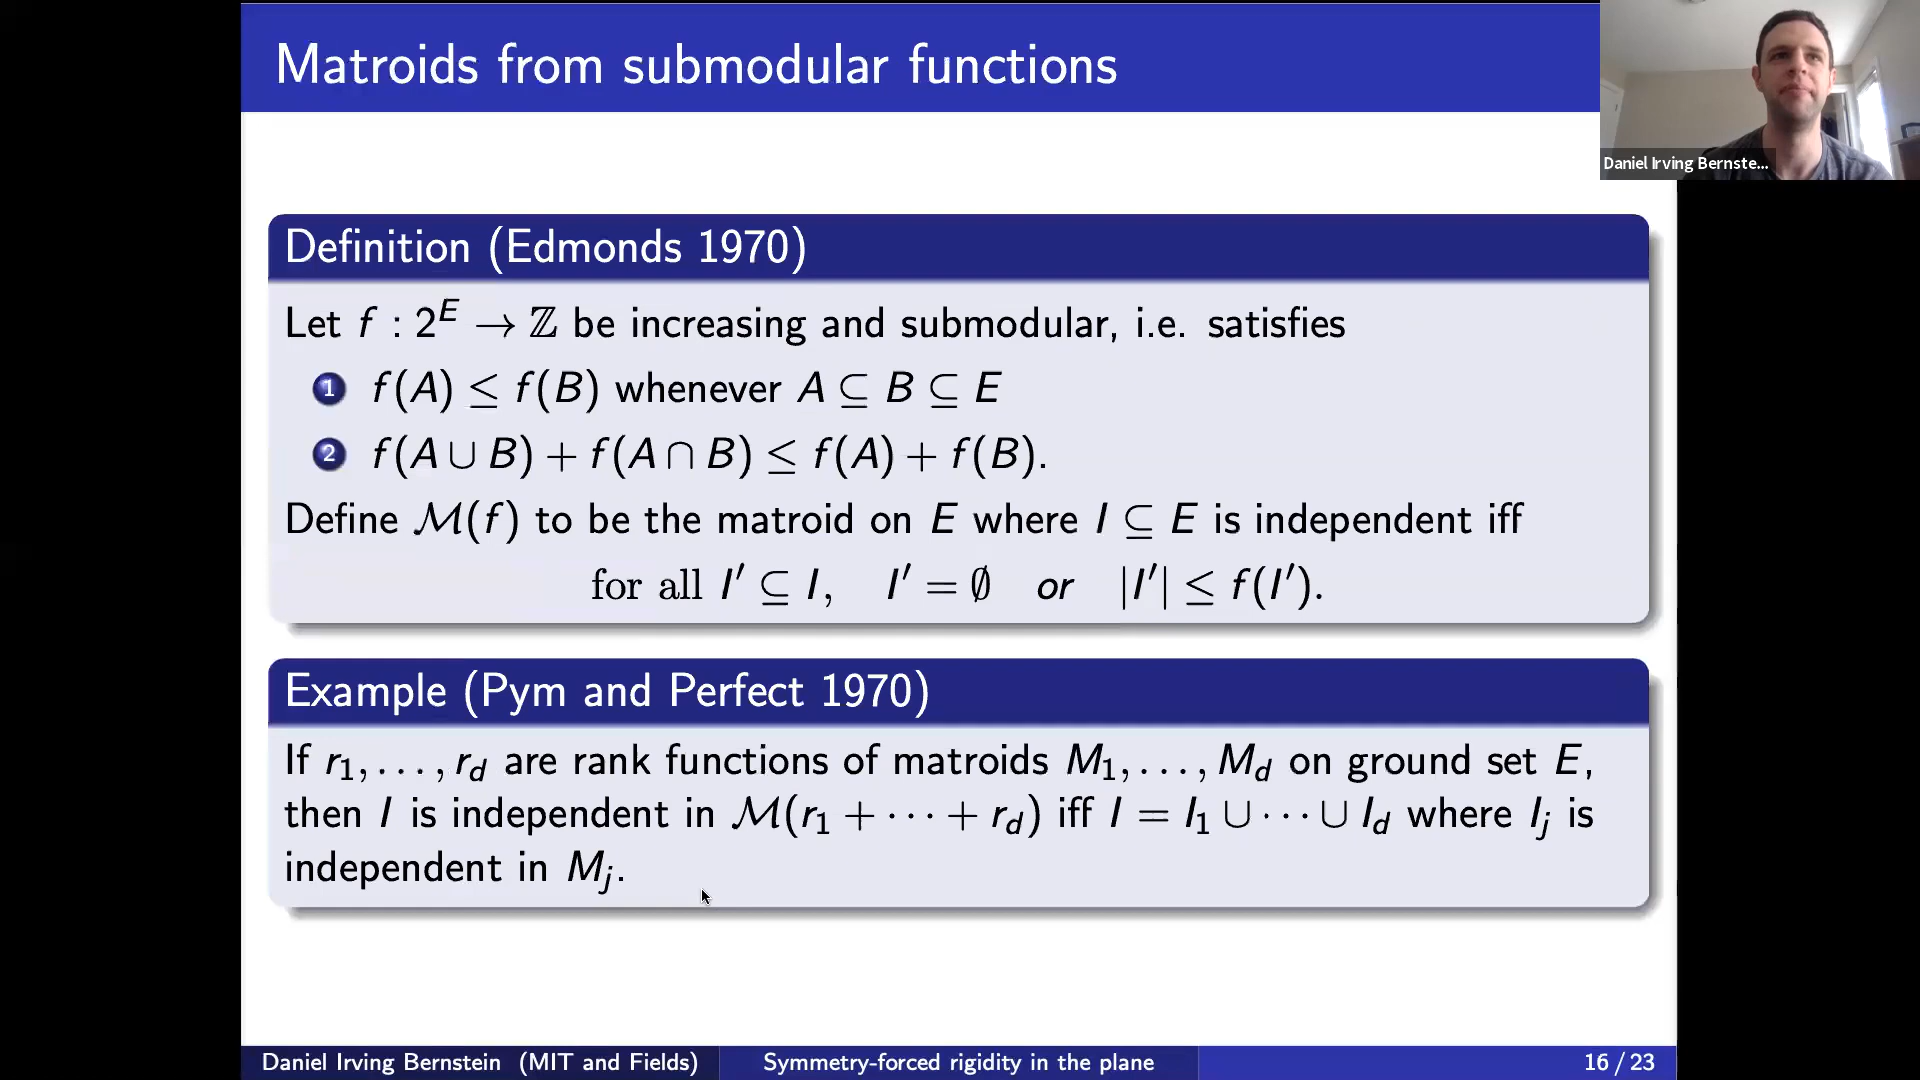 Matroids from submodular functions
Daniel Irving Bernste...
Definition (Edmonds 1970)
Let f : 2^E → ℤ be increasing and submodular, i.e. satisfies
1 f(A) ≤ f(B) whenever A ⊆ B ⊆ E
2 f(A ∪ B) + f(A ∩ B) ≤ f(A) + f(B).
Define ℳ(f) to be the matroid on E where I ⊆ E is independent iff
for all I′ ⊆ I, I′ = ∅ or |I′| ≤ f(I′).
Example (Pym and Perfect 1970)
If r₁, . . . , r_d are rank functions of matroids M₁, . . . , M_d on ground set E,
then I is independent in ℳ(r₁ + · · · + r_d) iff I = I₁ ∪ · · · ∪ I_d where I_j is
independent in M_j.
Daniel Irving Bernstein (MIT and Fields) Symmetry-forced rigidity in the plane 16 / 23